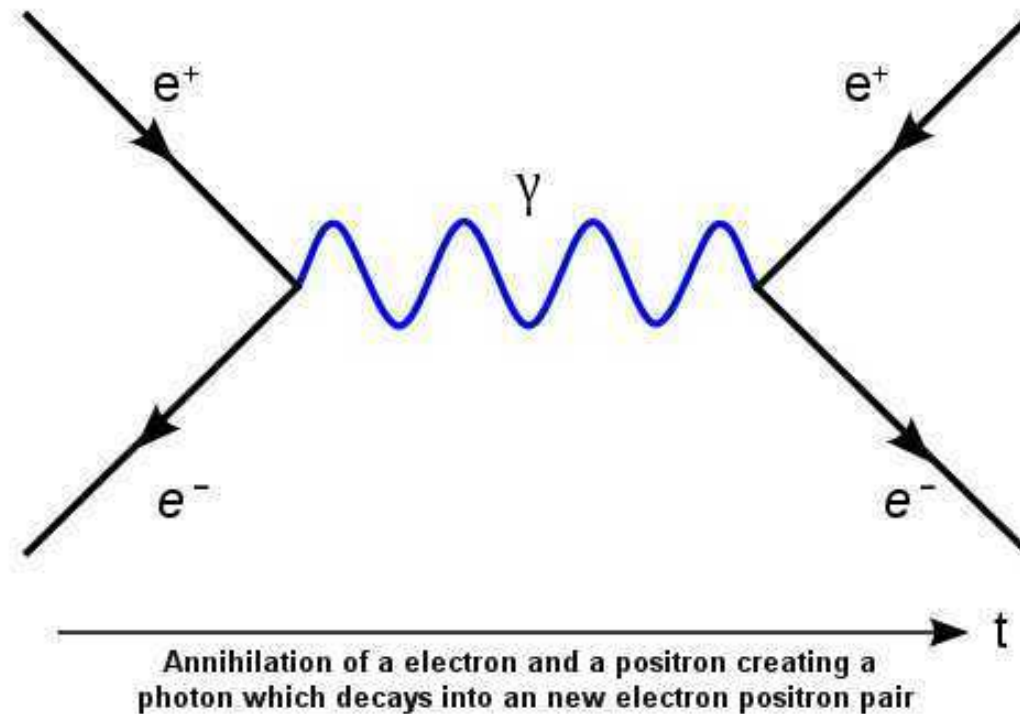 e⁺
e⁺
γ
e⁻
e⁻
t
Annihilation of a electron and a positron creating a
photon which decays into an new electron positron pair